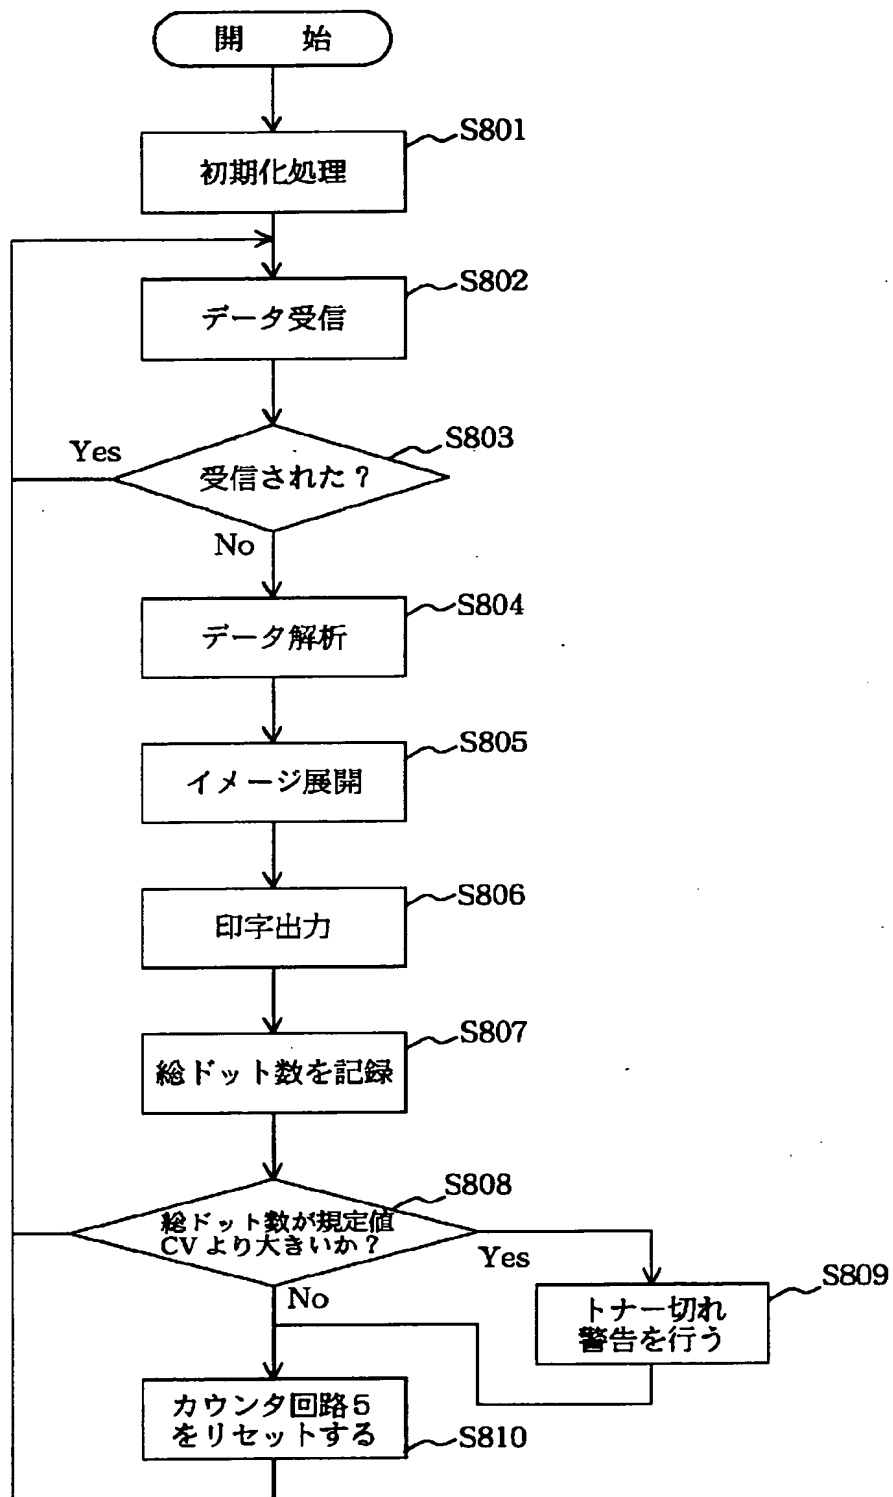 開 始
S801
初期化処理
S802
データ受信
S803
Yes
受信された？
No
S804
データ解析
S805
イメージ展開
S806
印字出力
S807
総ドット数を記録
S808
総ドット数が規定値
CVより大きいか？
Yes
No
S809
トナー切れ
警告を行う
カウンタ回路5
をリセットする
S810